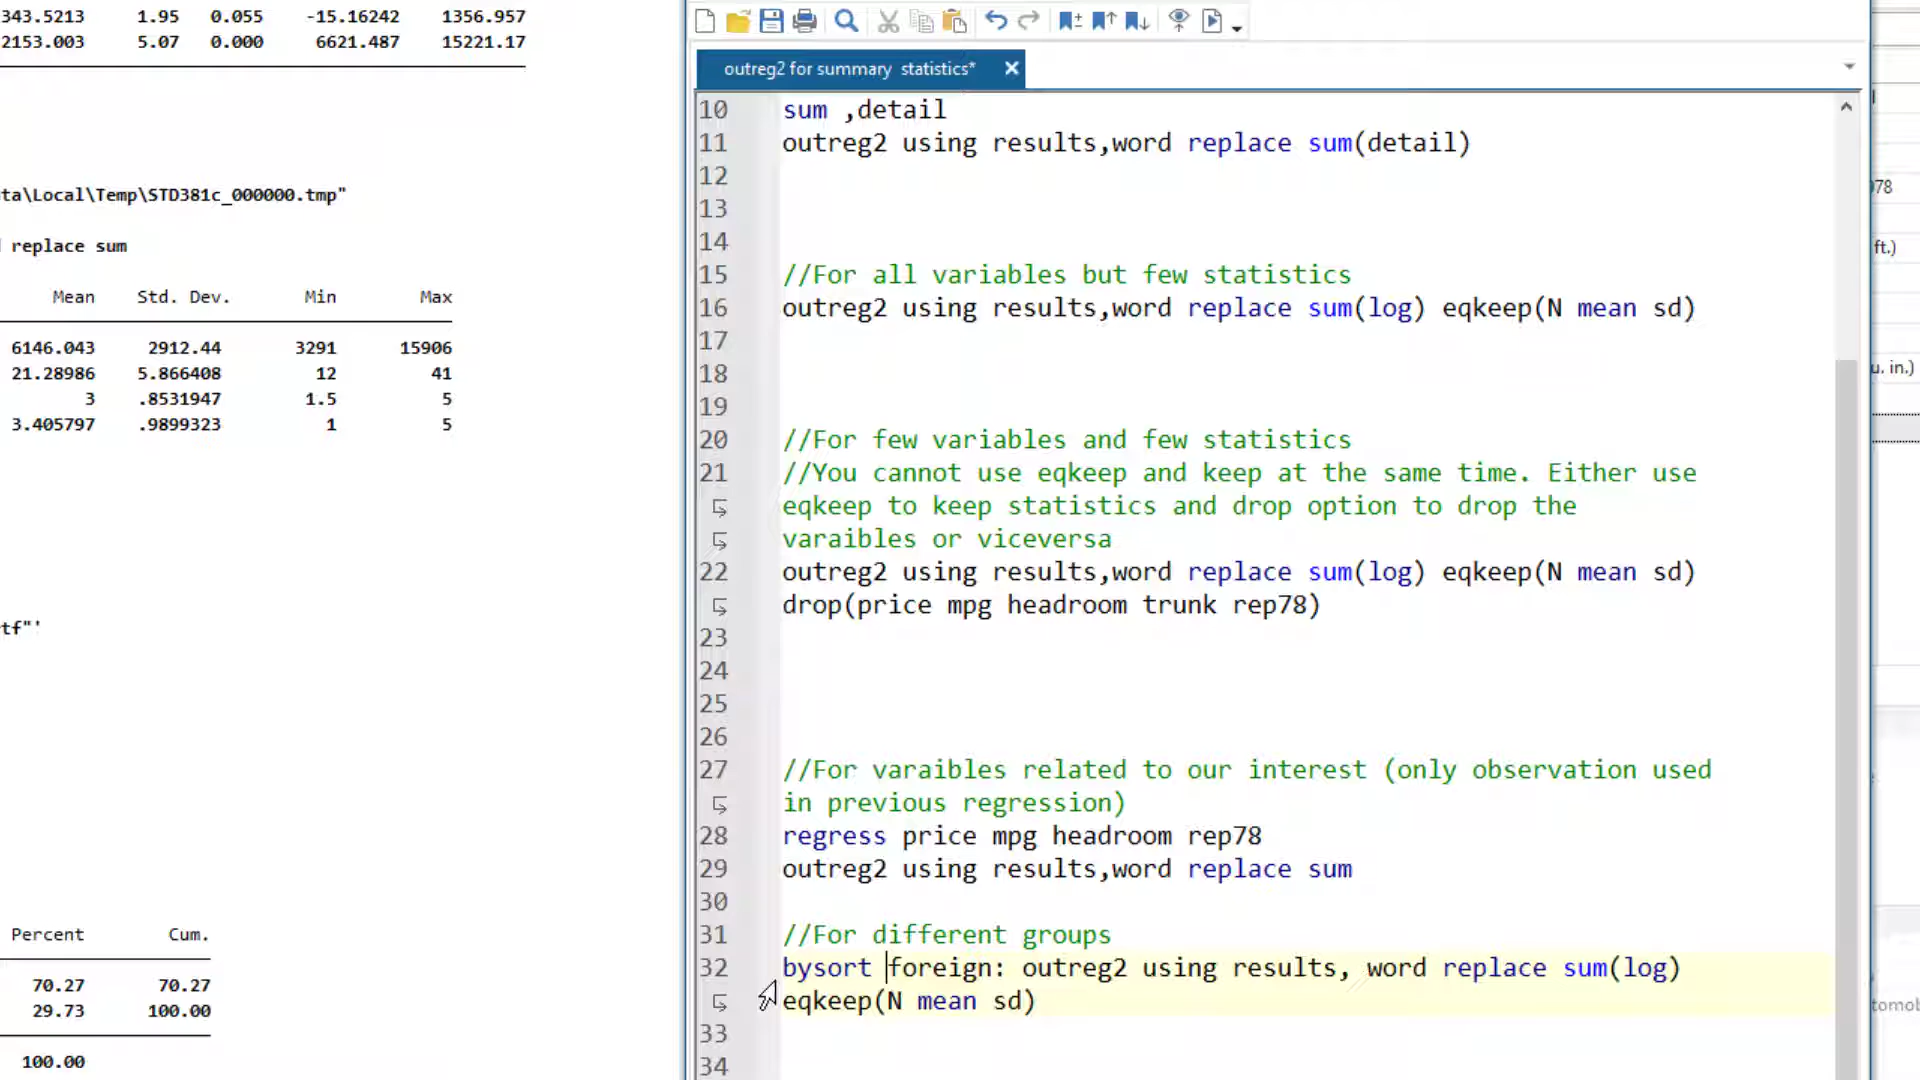 343.5213 1.95 0.055 -15.16242 1356.957
2153.003 5.07 0.000 6621.487 15221.17
ta\Local\Temp\STD381c_000000.tmp"
replace sum
Mean Std. Dev. Min Max
6146.043 2912.44 3291 15906
21.28986 5.866408 12 41
3 .8531947 1.5 5
3.405797 .9899323 1 5
tf"'
Percent Cum.
70.27 70.27
29.73 100.00
100.00
outreg2 for summary statistics*
10 sum ,detail
11 outreg2 using results,word replace sum(detail)
12
13
14
15 //For all variables but few statistics
16 outreg2 using results,word replace sum(log) eqkeep(N mean sd)
17
18
19
20 //For few variables and few statistics
21 //You cannot use eqkeep and keep at the same time. Either use
eqkeep to keep statistics and drop option to drop the
varaibles or viceversa
22 outreg2 using results,word replace sum(log) eqkeep(N mean sd)
drop(price mpg headroom trunk rep78)
23
24
25
26
27 //For varaibles related to our interest (only observation used
in previous regression)
28 regress price mpg headroom rep78
29 outreg2 using results,word replace sum
30
31 //For different groups
32 bysort foreign: outreg2 using results, word replace sum(log)
eqkeep(N mean sd)
33
34
78
ft.)
u. in.)
tomob